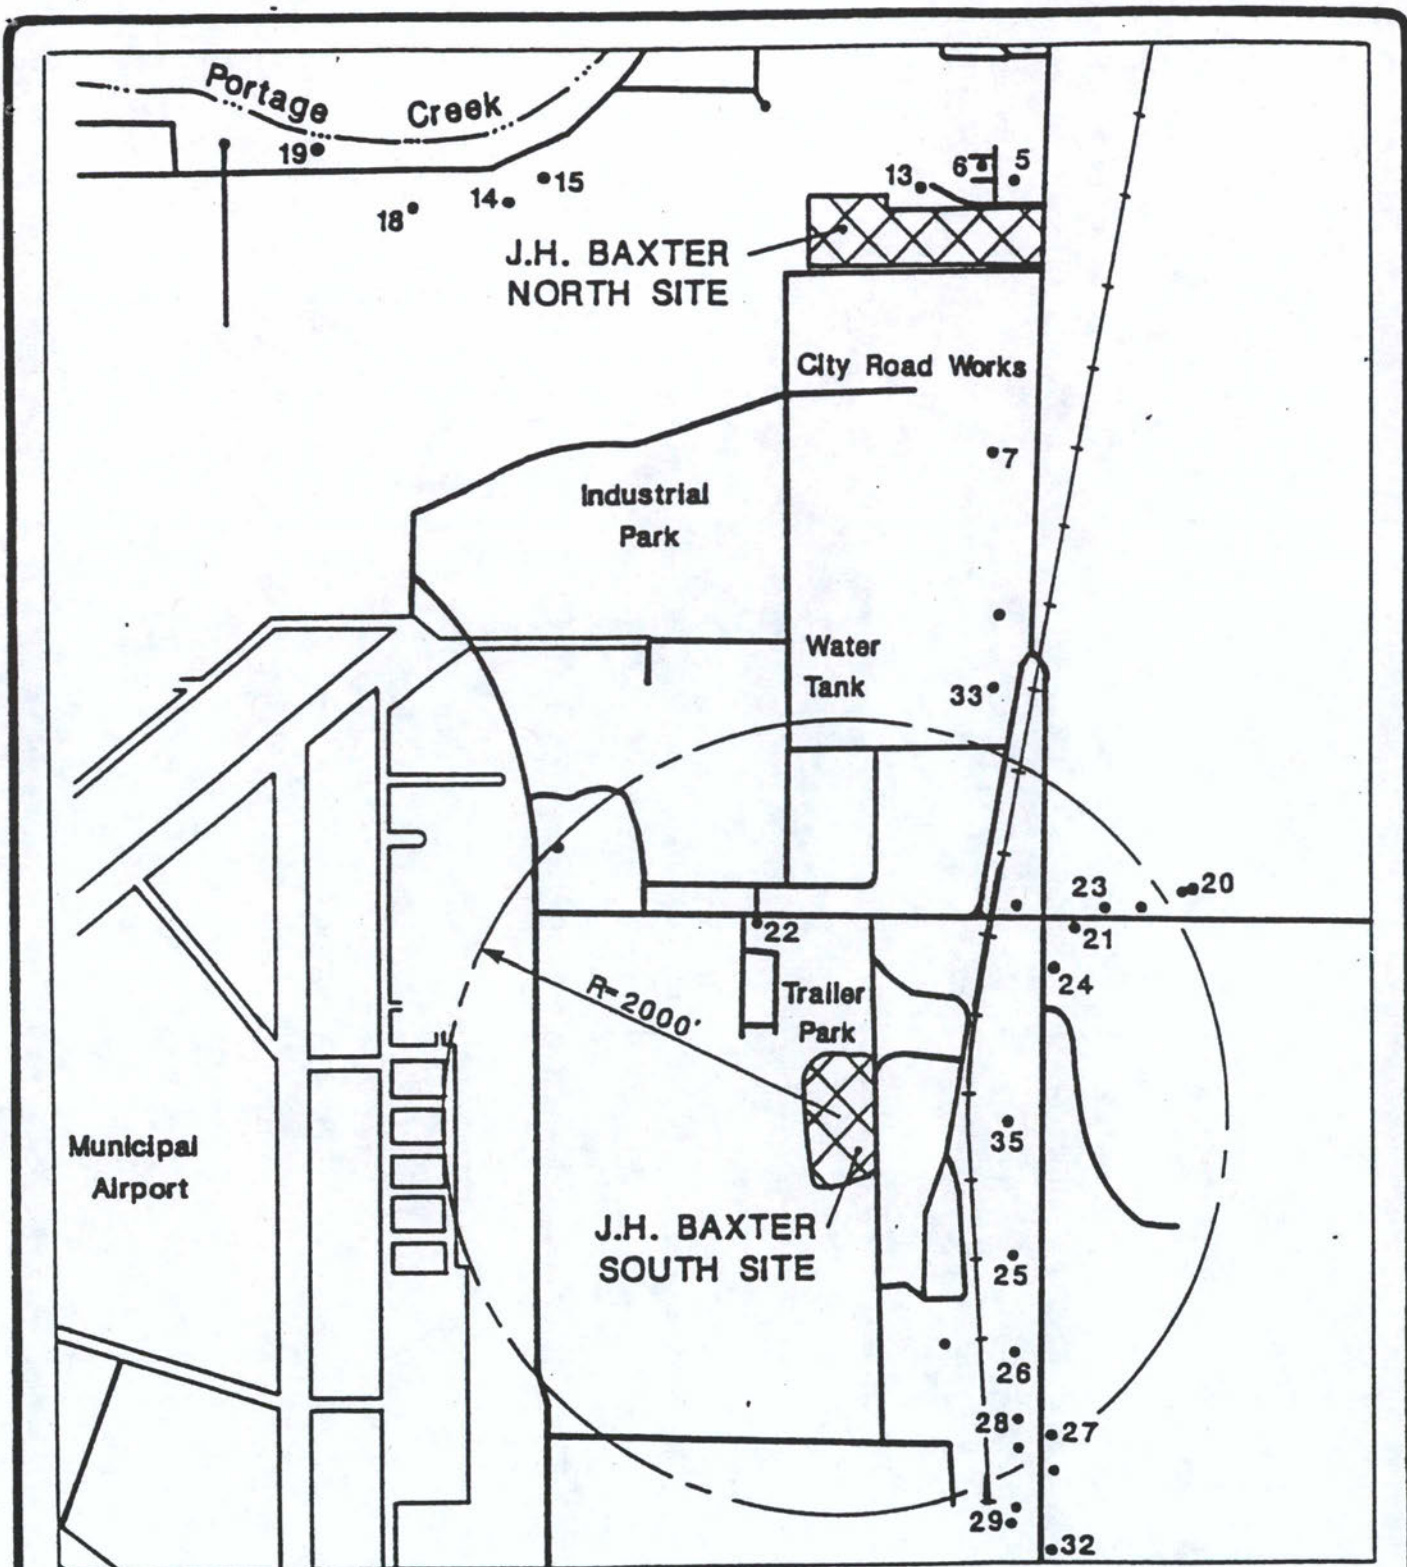 Portage Creek
19
18
14
15
13
6
5
J.H. BAXTER
NORTH SITE
City Road Works
7
Industrial
Park
Water
Tank
33
23
20
22
21
24
R=2000'
Trailer
Park
35
Municipal
Airport
J.H. BAXTER
SOUTH SITE
25
26
28
27
29
32